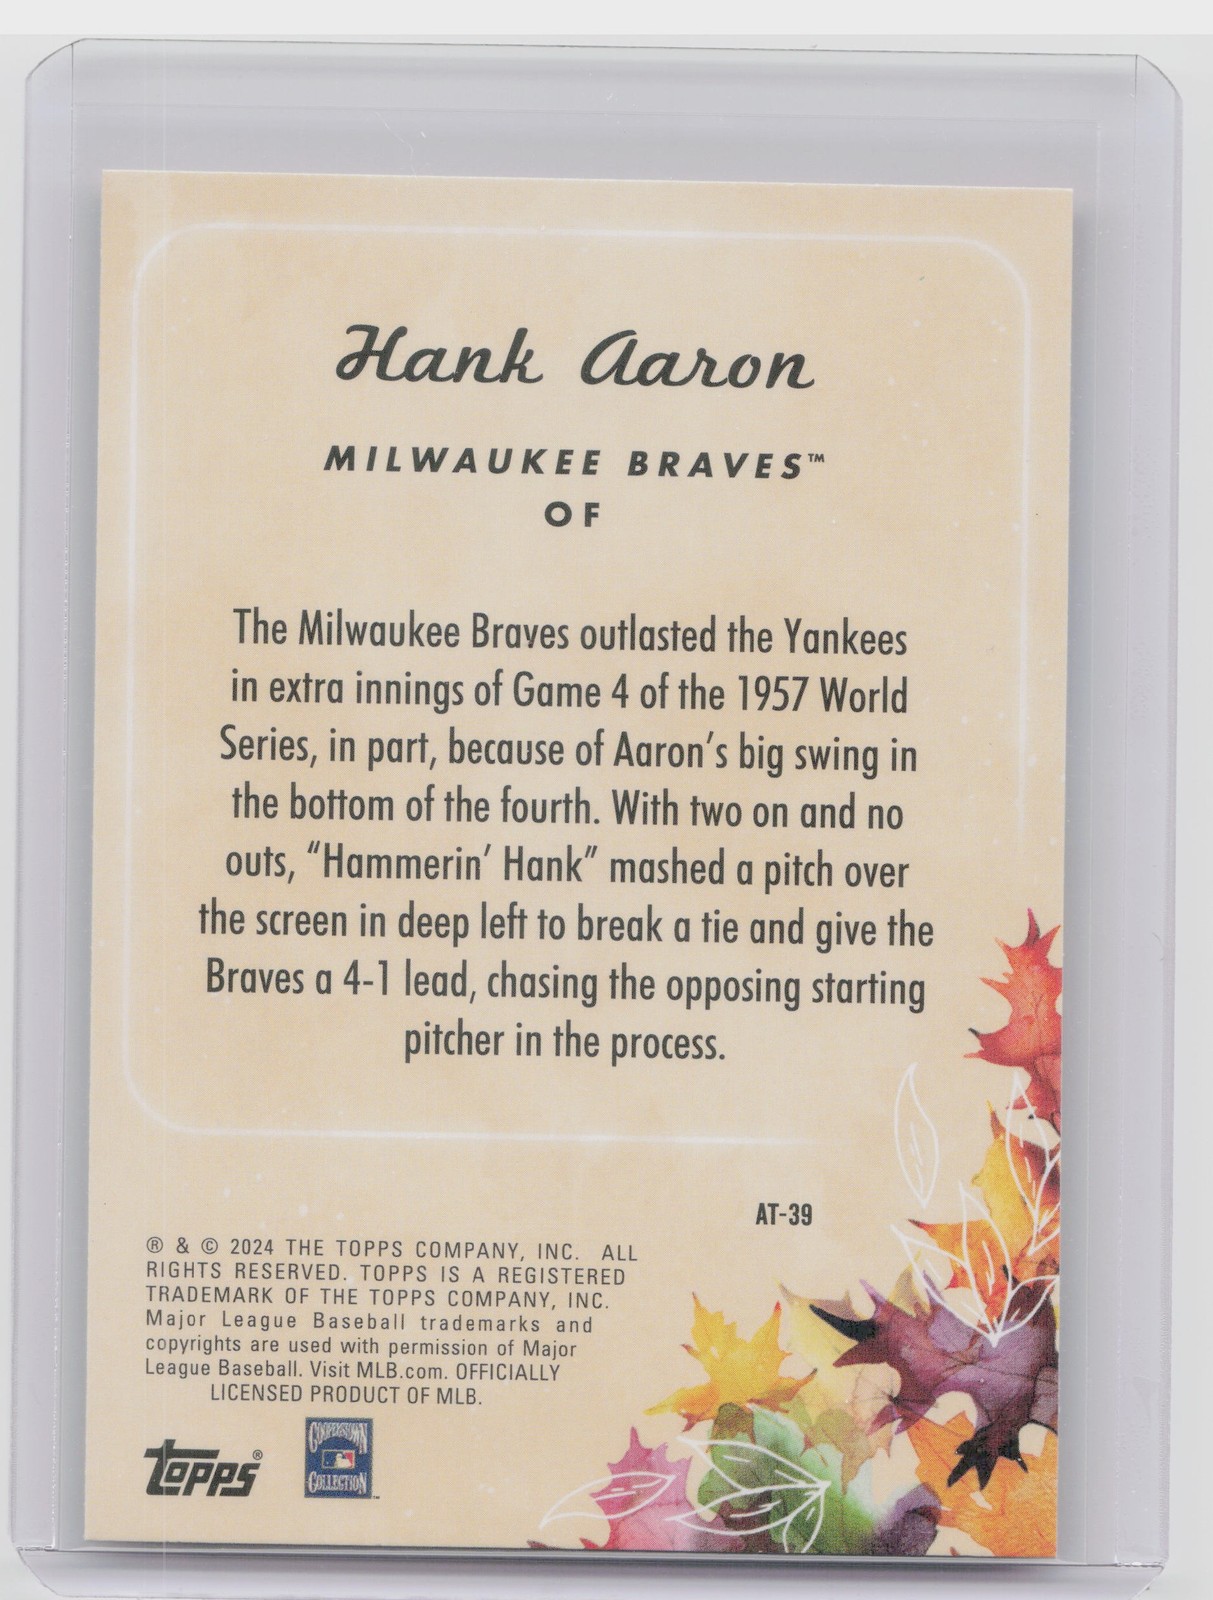 Hank Aaron
MILWAUKEE BRAVES™
OF
The Milwaukee Braves outlasted the Yankees
in extra innings of Game 4 of the 1957 World
Series, in part, because of Aaron's big swing in
the bottom of the fourth. With two on and no
outs, "Hammerin' Hank" mashed a pitch over
the screen in deep left to break a tie and give the
Braves a 4-1 lead, chasing the opposing starting
pitcher in the process.
AT-39
® & © 2024 THE TOPPS COMPANY, INC. ALL
RIGHTS RESERVED. TOPPS IS A REGISTERED
TRADEMARK OF THE TOPPS COMPANY, INC.
Major League Baseball trademarks and
copyrights are used with permission of Major
League Baseball. Visit MLB.com. OFFICIALLY
LICENSED PRODUCT OF MLB.
topps®
COOPERSTOWN
COLLECTION™